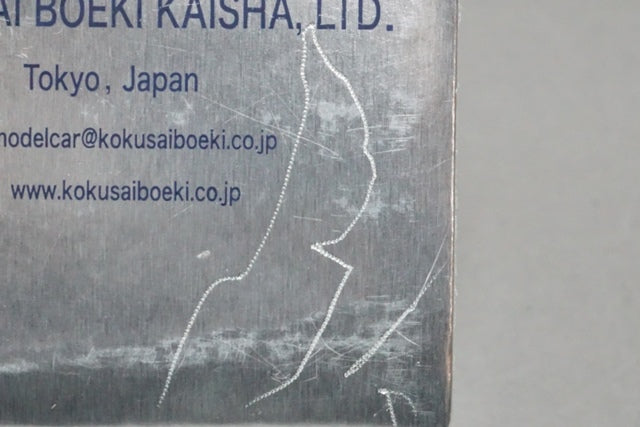 AI BOEKI KAISHA, LTD.
Tokyo, Japan
modelcar@kokusaiboeki.co.jp
www.kokusaiboeki.co.jp